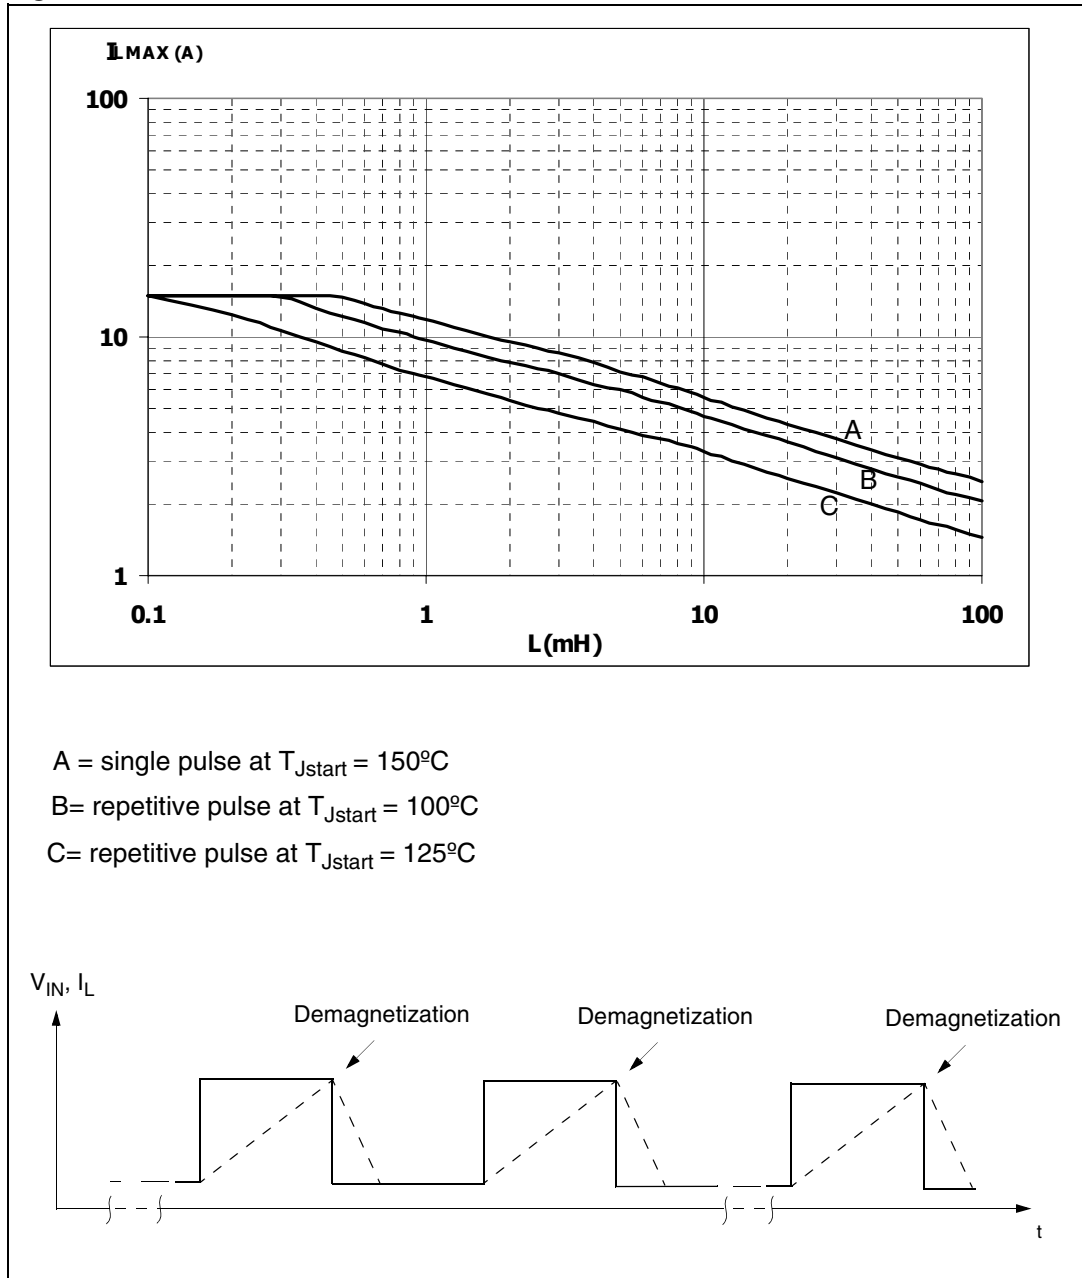 ILMAX (A)
100
10
1
0.1 1 10 100
L(mH)
A
B
C
A = single pulse at TJstart = 150ºC
B= repetitive pulse at TJstart = 100ºC
C= repetitive pulse at TJstart = 125ºC
VIN, IL
Demagnetization Demagnetization Demagnetization
t